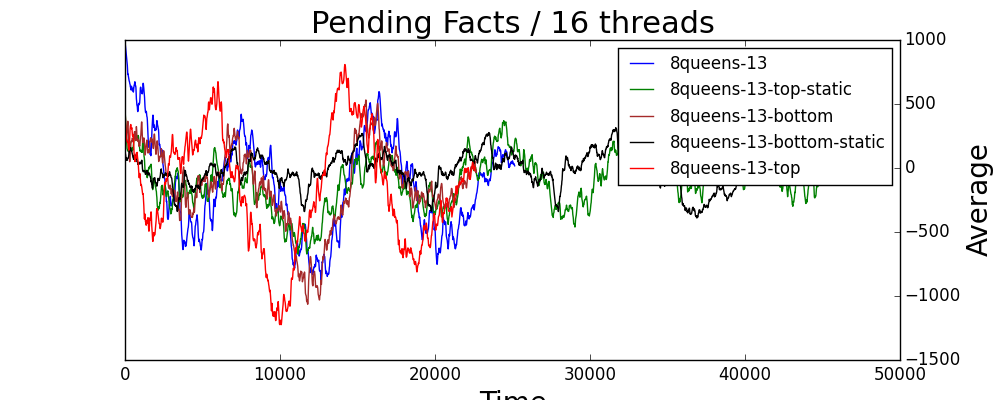 Pending Facts / 16 threads
8queens-13
8queens-13-top-static
8queens-13-bottom
8queens-13-bottom-static
8queens-13-top
1000
500
0
−500
−1000
−1500
Average
0 10000 20000 30000 40000 50000
Time